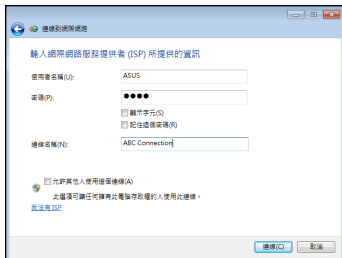 連線到網際網路
輸入網際網路服務提供者 (ISP) 所提供的資訊
使用者名稱(U):
ASUS
密碼(P):
●●●●
顯示字元(S)
記住這個密碼(R)
連線名稱(N):
ABC Connection
允許其他人使用這個連線(A)
此選項可讓任何擁有此電腦存取權的人使用此連線。
我沒有 ISP
連線(C)
取消